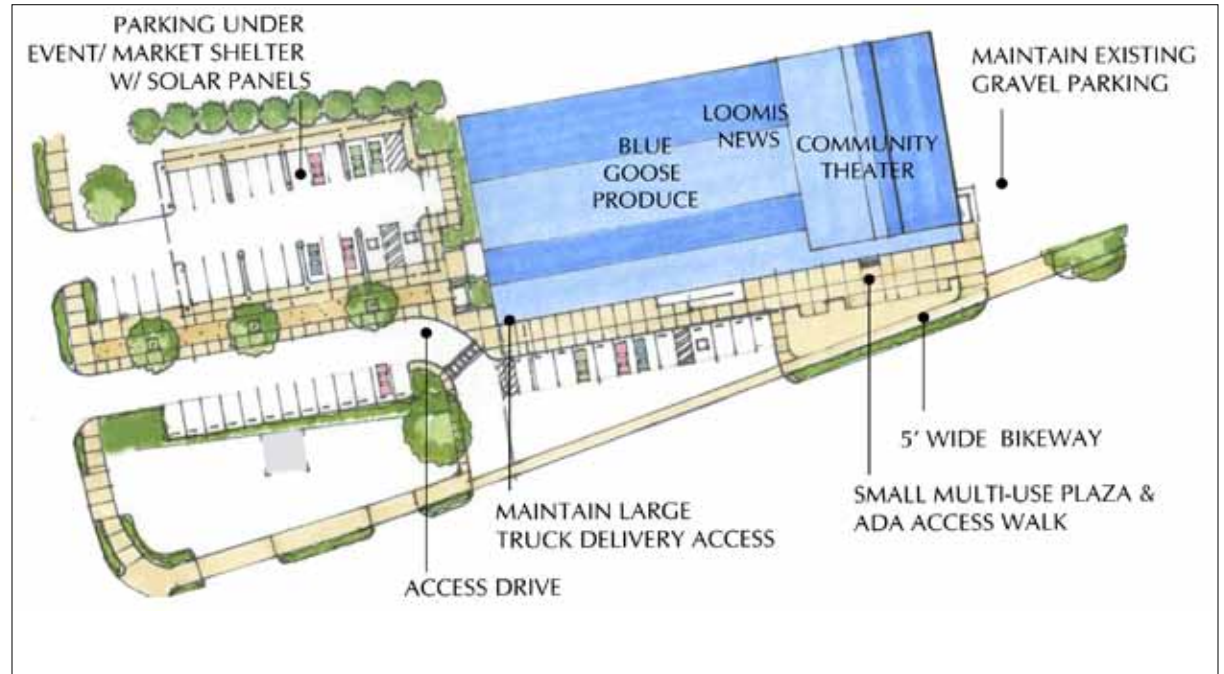 PARKING UNDER
EVENT/ MARKET SHELTER
W/ SOLAR PANELS
MAINTAIN EXISTING
GRAVEL PARKING
LOOMIS
NEWS
BLUE
GOOSE
PRODUCE
COMMUNITY
THEATER
5' WIDE BIKEWAY
SMALL MULTI-USE PLAZA &
ADA ACCESS WALK
MAINTAIN LARGE
TRUCK DELIVERY ACCESS
ACCESS DRIVE